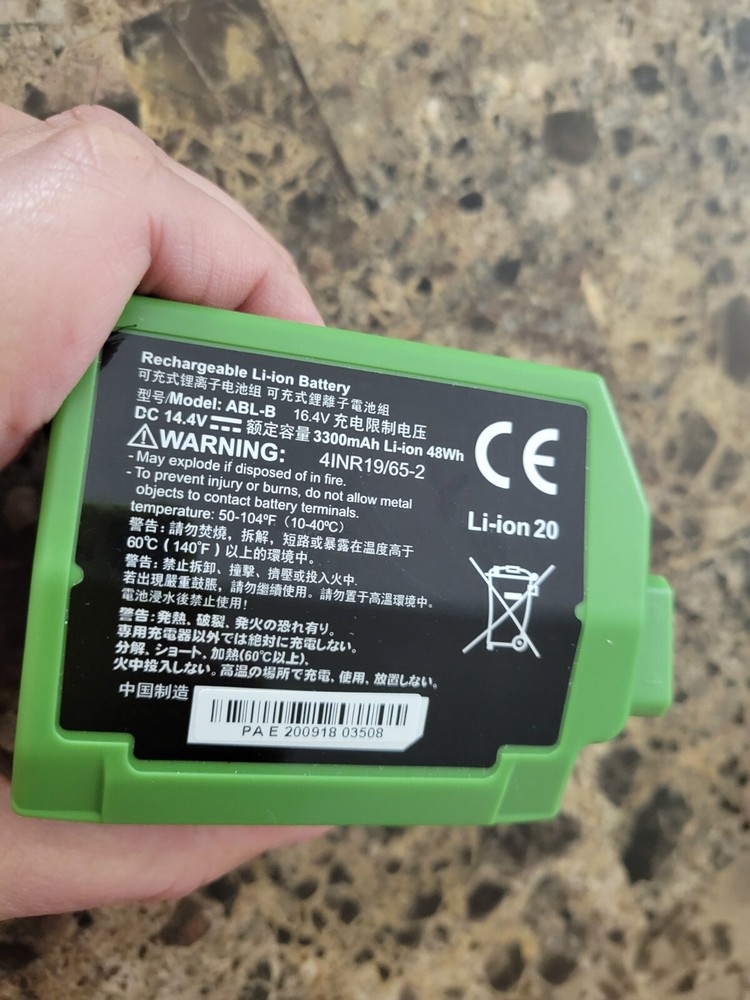 Rechargeable Li-ion Battery
可充式锂离子电池组 可充式鋰離子電池組
型号/Model: ABL-B 16.4V 充电限制电压
DC 14.4V 额定容量 3300mAh Li-ion 48Wh
WARNING: 4INR19/65-2
- May explode if disposed of in fire.
- To prevent injury or burns, do not allow metal
objects to contact battery terminals.
temperature: 50-104ºF（10-40ºC）
警告：請勿焚燒，拆解，短路或暴露在温度高于
60℃（140℉）以上的環境中。
警告: 禁止拆卸、撞擊、擠壓或投入火中.
若出現嚴重鼓脹，請勿繼續使用。請勿置于高溫環境中。
電池浸水後禁止使用！
警告: 発熱、破裂、発火の恐れ有り。
専用充電器以外では絶対に充電しない。
分解、ショート、加熱(60℃以上)、
火中投入しない。高温の場所で充電、使用、放置しない。
中国制造
PA E 200918 03508
CE
Li-ion 20